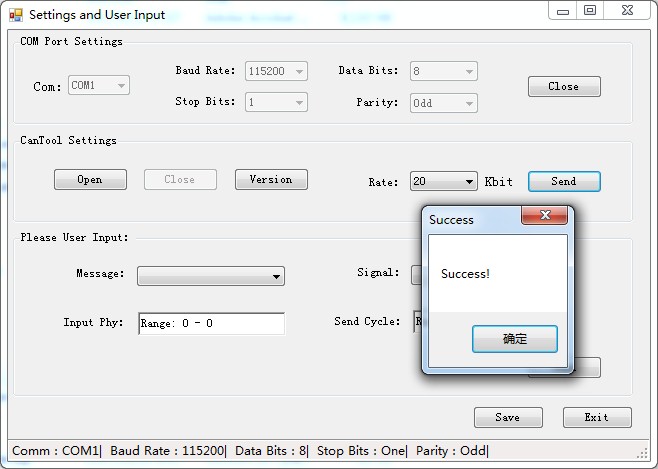 Settings and User Input
COM Port Settings
Com: COM1
Baud Rate: 115200
Data Bits: 8
Stop Bits: 1
Parity: Odd
Close
CanTool Settings
Open
Close
Version
Rate: 20 Kbit
Send
Please User Input:
Message:
Signal:
Input Phy: Range: 0 - 0
Send Cycle:
Success
Success!
确定
Save
Exit
Comm : COM1| Baud Rate : 115200| Data Bits : 8| Stop Bits : One| Parity : Odd|